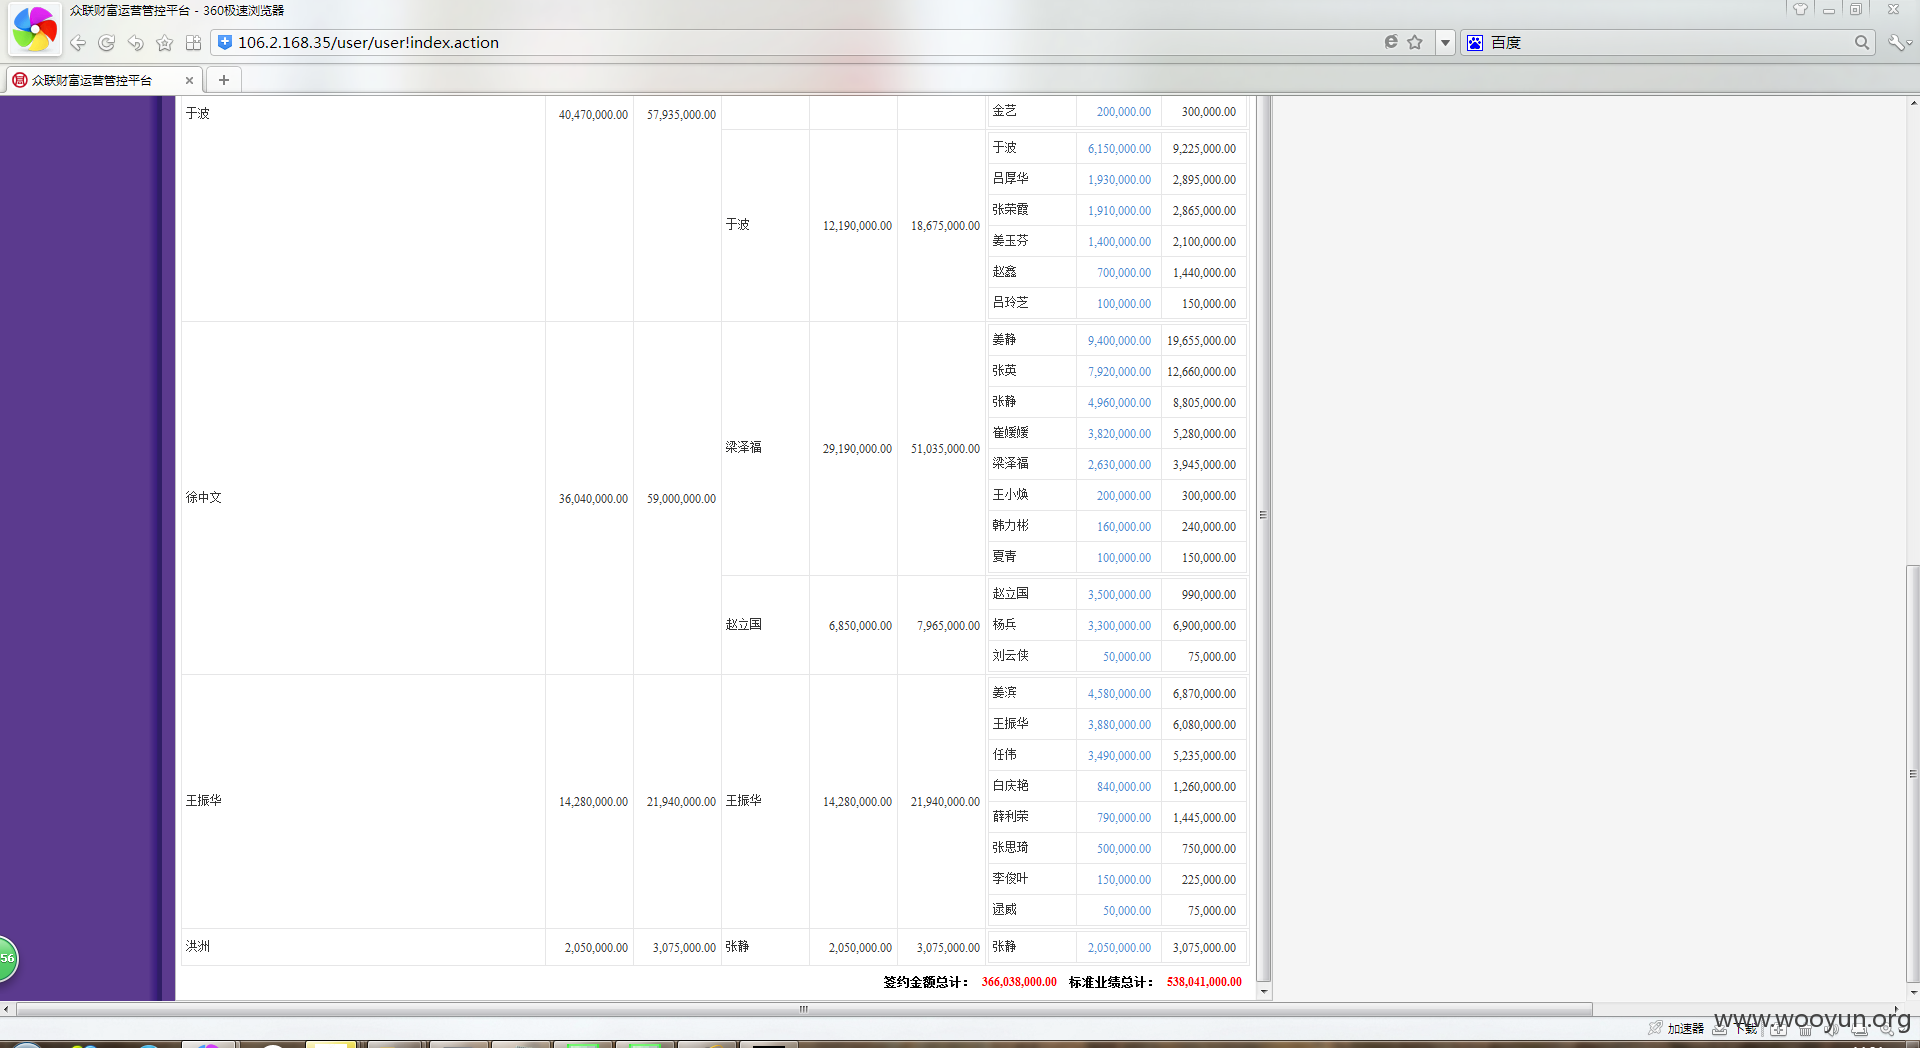 众联财富运营管控平台 - 360极速浏览器
106.2.168.35/user/user!index.action
百度
众联财富运营管控平台
于波 40,470,000.00 57,935,000.00
金艺 200,000.00 300,000.00
于波 12,190,000.00 18,675,000.00
于波 6,150,000.00 9,225,000.00
吕厚华 1,930,000.00 2,895,000.00
张荣霞 1,910,000.00 2,865,000.00
姜玉芬 1,400,000.00 2,100,000.00
赵鑫 700,000.00 1,440,000.00
吕玲芝 100,000.00 150,000.00
徐中文 36,040,000.00 59,000,000.00
梁泽福 29,190,000.00 51,035,000.00
姜静 9,400,000.00 19,655,000.00
张英 7,920,000.00 12,660,000.00
张静 4,960,000.00 8,805,000.00
崔媛媛 3,820,000.00 5,280,000.00
梁泽福 2,630,000.00 3,945,000.00
王小焕 200,000.00 300,000.00
韩力彬 160,000.00 240,000.00
夏青 100,000.00 150,000.00
赵立国 6,850,000.00 7,965,000.00
赵立国 3,500,000.00 990,000.00
杨兵 3,300,000.00 6,900,000.00
刘云侠 50,000.00 75,000.00
王振华 14,280,000.00 21,940,000.00
王振华 14,280,000.00 21,940,000.00
姜滨 4,580,000.00 6,870,000.00
王振华 3,880,000.00 6,080,000.00
任伟 3,490,000.00 5,235,000.00
白庆艳 840,000.00 1,260,000.00
薛利荣 790,000.00 1,445,000.00
张思琦 500,000.00 750,000.00
李俊叶 150,000.00 225,000.00
逯威 50,000.00 75,000.00
洪洲 2,050,000.00 3,075,000.00 张静 2,050,000.00 3,075,000.00 张静 2,050,000.00 3,075,000.00
签约金额总计： 366,038,000.00 标准业绩总计： 538,041,000.00
56
加速器 下载
www.wooyun.org